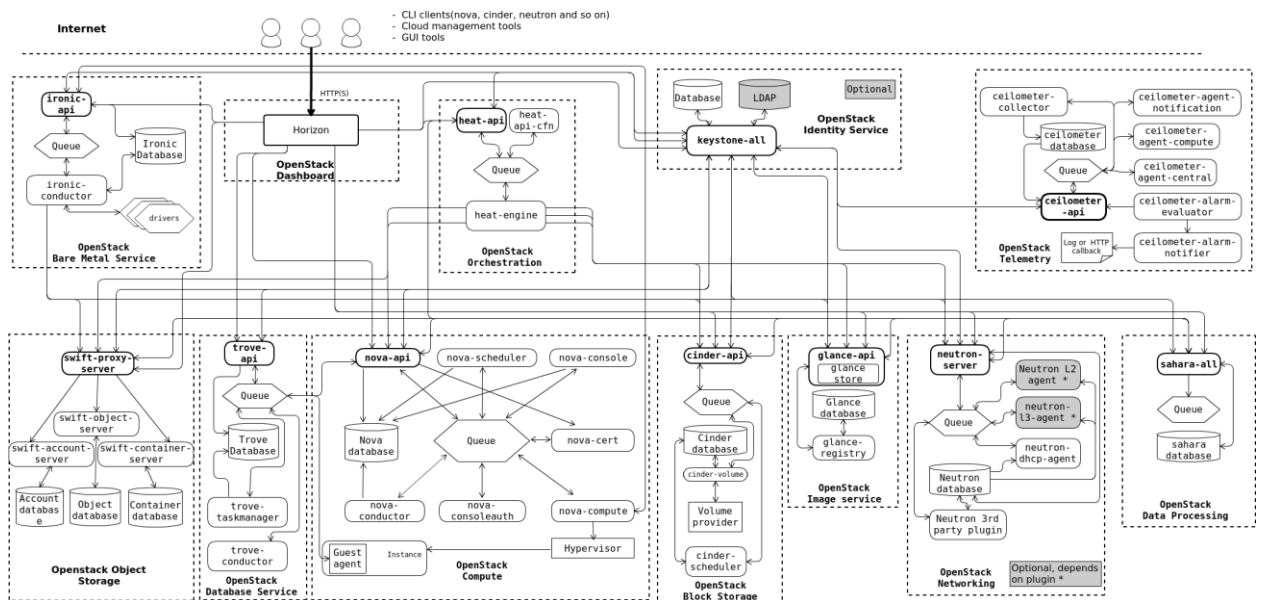 Internet
- CLI clients(nova, cinder, neutron and so on)
- Cloud management tools
- GUI tools
HTTP(S)
ironic-
api
Queue
Ironic
Database
ironic-
conductor
drivers
OpenStack
Bare Metal Service
Horizon
OpenStack
Dashboard
heat-api
heat-
api-cfn
Queue
heat-engine
OpenStack
Orchestration
Database
LDAP
Optional
keystone-all
OpenStack
Identity Service
ceilometer-
collector
ceilometer-agent-
notification
ceilometer
database
ceilometer-
agent-compute
Queue
ceilometer-
agent-central
ceilometer
-api
ceilometer-alarm-
evaluator
Log or HTTP
callback
ceilometer-alarm-
notifier
OpenStack
Telemetry
swift-proxy-
server
swift-object-
server
swift-account-
server
swift-container-
server
Account
databas
e
Object
database
Container
database
Openstack Object
Storage
trove-
api
Queue
Trove
Database
trove-
taskmanager
trove-
conductor
OpenStack
Database Service
nova-api
nova-scheduler
nova-console
Nova
database
Queue
nova-cert
nova-
conductor
nova-
consoleauth
nova-compute
Hypervisor
Guest
agent
Instance
OpenStack
Compute
cinder-api
Queue
Cinder
database
cinder-volume
Volume
provider
cinder-
scheduler
OpenStack
Block Storage
glance-api
glance
store
Glance
database
glance-
registry
OpenStack
Image service
neutron-
server
Neutron L2
agent *
neutron-
l3-agent *
Queue
neutron-
dhcp-agent
Neutron
database
Neutron 3rd
party plugin
OpenStack
Networking
Optional, depends
on plugin *
sahara-all
Queue
sahara
database
OpenStack
Data Processing